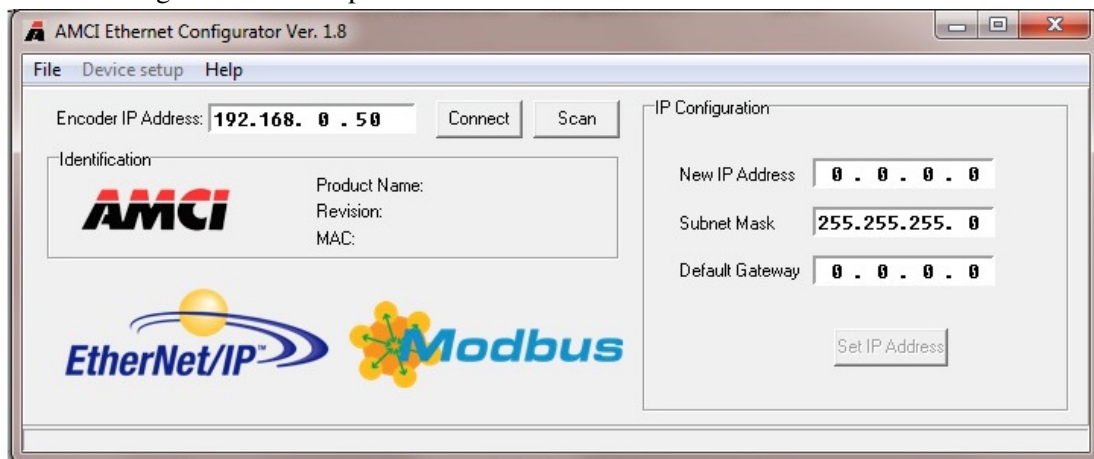 AMCI Ethernet Configurator Ver. 1.8
File Device setup Help
Encoder IP Address: 192.168. 0 . 50 Connect Scan
Identification
AMCI
Product Name:
Revision:
MAC:
EtherNet/IP™
Modbus
IP Configuration
New IP Address 0 . 0 . 0 . 0
Subnet Mask 255.255.255. 0
Default Gateway 0 . 0 . 0 . 0
Set IP Address